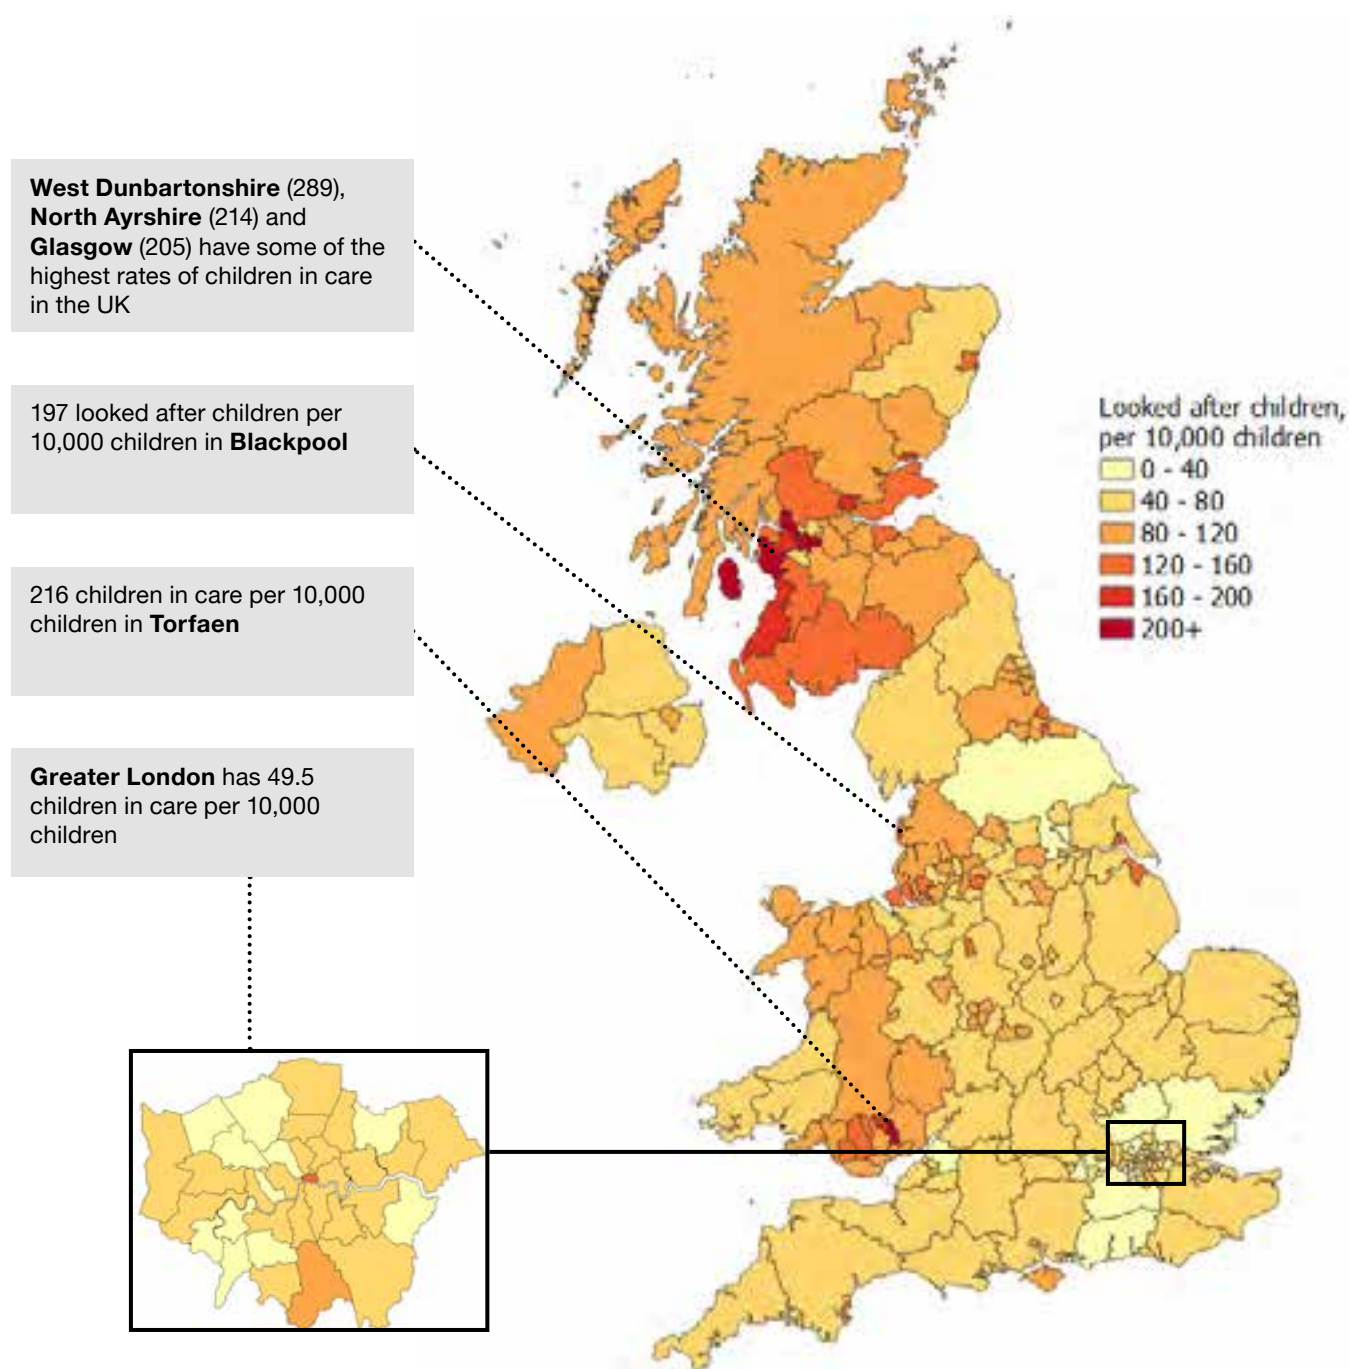 West Dunbartonshire (289),
North Ayrshire (214) and
Glasgow (205) have some of the
highest rates of children in care
in the UK
197 looked after children per
10,000 children in Blackpool
216 children in care per 10,000
children in Torfaen
Greater London has 49.5
children in care per 10,000
children
Looked after children,
per 10,000 children
0 - 40
40 - 80
80 - 120
120 - 160
160 - 200
200+